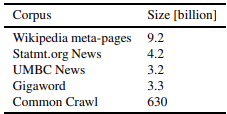 Corpus Size [billion]
Wikipedia meta-pages 9.2
Statmt.org News 4.2
UMBC News 3.2
Gigaword 3.3
Common Crawl 630